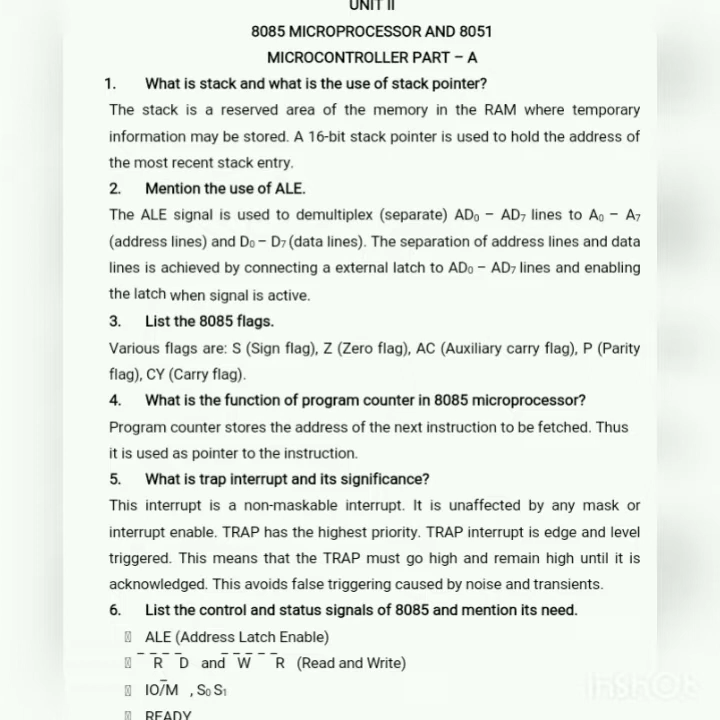 UNIT II
8085 MICROPROCESSOR AND 8051
MICROCONTROLLER PART – A
1. What is stack and what is the use of stack pointer?
The stack is a reserved area of the memory in the RAM where temporary
information may be stored. A 16-bit stack pointer is used to hold the address of
the most recent stack entry.
2. Mention the use of ALE.
The ALE signal is used to demultiplex (separate) AD₀ – AD₇ lines to A₀ – A₇
(address lines) and D₀ – D₇ (data lines). The separation of address lines and data
lines is achieved by connecting a external latch to AD₀ – AD₇ lines and enabling
the latch when signal is active.
3. List the 8085 flags.
Various flags are: S (Sign flag), Z (Zero flag), AC (Auxiliary carry flag), P (Parity
flag), CY (Carry flag).
4. What is the function of program counter in 8085 microprocessor?
Program counter stores the address of the next instruction to be fetched. Thus
it is used as pointer to the instruction.
5. What is trap interrupt and its significance?
This interrupt is a non-maskable interrupt. It is unaffected by any mask or
interrupt enable. TRAP has the highest priority. TRAP interrupt is edge and level
triggered. This means that the TRAP must go high and remain high until it is
acknowledged. This avoids false triggering caused by noise and transients.
6. List the control and status signals of 8085 and mention its need.
ALE (Address Latch Enable)
R D and W R (Read and Write)
IO/M̅ , S₀ S₁
READY
INSHOT